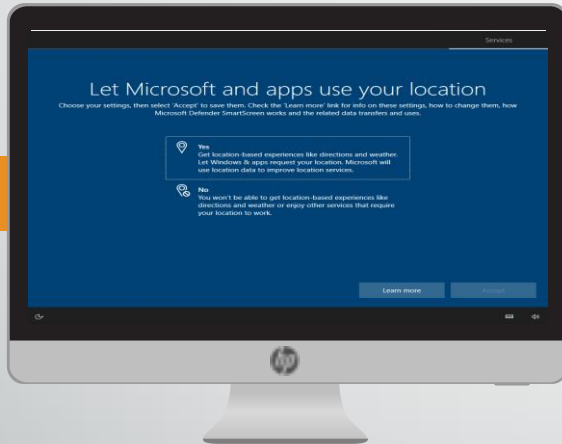 Services
Let Microsoft and apps use your location
Choose your settings, then select 'Accept' to save them. Check the 'Learn more' link for info on these settings, how to change them, how
Microsoft Defender SmartScreen works and the related data transfers and uses.
Yes
Get location-based experiences like directions and weather.
Let Windows & apps request your location. Microsoft will
use location data to improve location services.
No
You won't be able to get location-based experiences like
directions and weather or enjoy other services that require
your location to work.
Learn more
Accept
hp